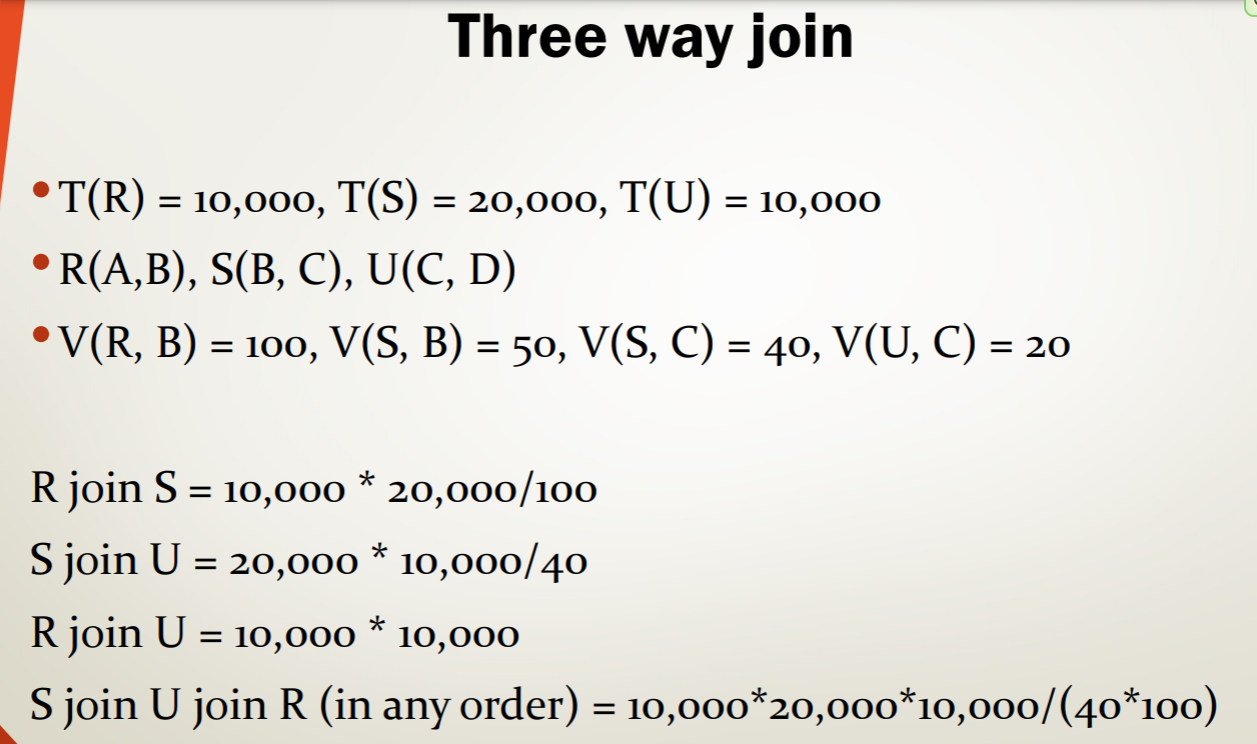 Three way join
• T(R) = 10,000, T(S) = 20,000, T(U) = 10,000
• R(A,B), S(B, C), U(C, D)
• V(R, B) = 100, V(S, B) = 50, V(S, C) = 40, V(U, C) = 20
R join S = 10,000 * 20,000/100
S join U = 20,000 * 10,000/40
R join U = 10,000 * 10,000
S join U join R (in any order) = 10,000*20,000*10,000/(40*100)